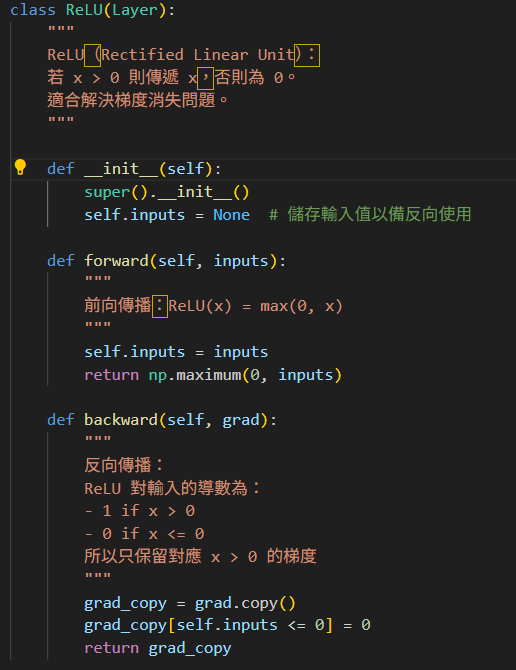 class ReLU(Layer):
    """
    ReLU（Rectified Linear Unit）：
    若 x > 0 則傳遞 x，否則為 0。
    適合解決梯度消失問題。
    """
    def __init__(self):
        super().__init__()
        self.inputs = None  # 儲存輸入值以備反向使用
    def forward(self, inputs):
        """
        前向傳播：ReLU(x) = max(0, x)
        """
        self.inputs = inputs
        return np.maximum(0, inputs)
    def backward(self, grad):
        """
        反向傳播：
        ReLU 對輸入的導數為：
        - 1 if x > 0
        - 0 if x <= 0
        所以只保留對應 x > 0 的梯度
        """
        grad_copy = grad.copy()
        grad_copy[self.inputs <= 0] = 0
        return grad_copy